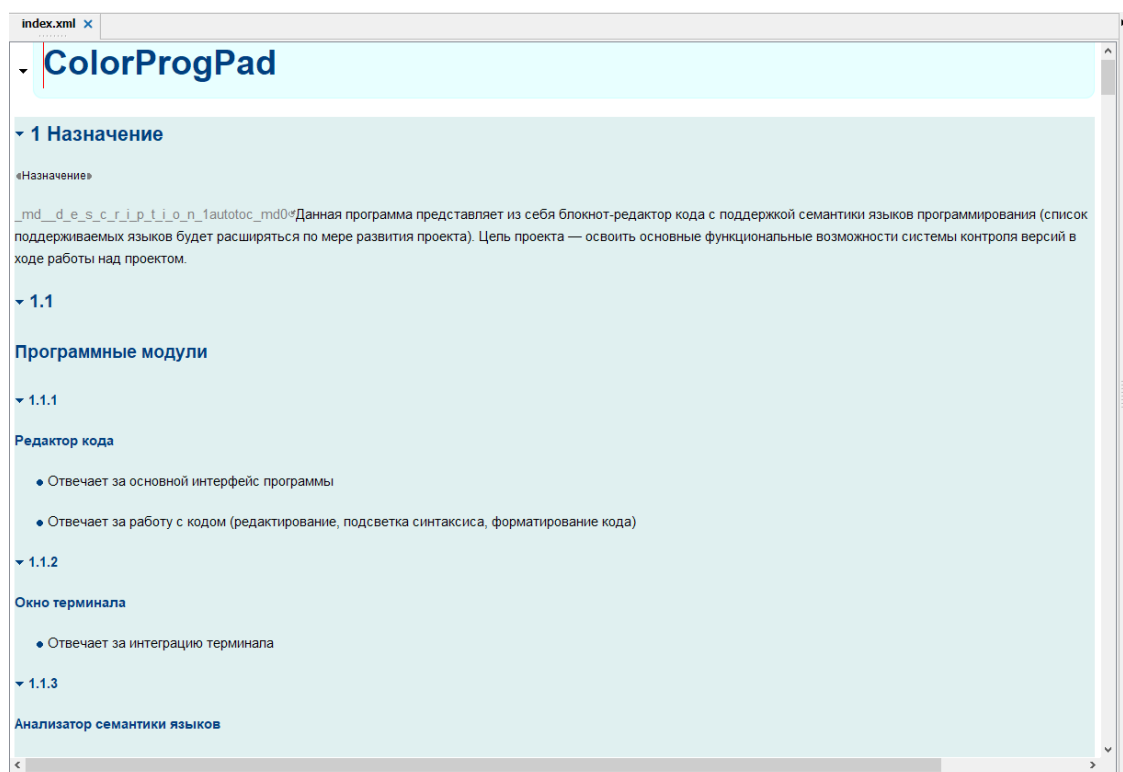 index.xml
ColorProgPad
1 Назначение
Назначение
_md__d_e_s_c_r_i_p_t_i_o_n_1autotoc_md0Данная программа представляет из себя блокнот-редактор кода с поддержкой семантики языков программирования (список
поддерживаемых языков будет расширяться по мере развития проекта). Цель проекта — освоить основные функциональные возможности системы контроля версий в
ходе работы над проектом.
1.1
Программные модули
1.1.1
Редактор кода
Отвечает за основной интерфейс программы
Отвечает за работу с кодом (редактирование, подсветка синтаксиса, форматирование кода)
1.1.2
Окно терминала
Отвечает за интеграцию терминала
1.1.3
Анализатор семантики языков